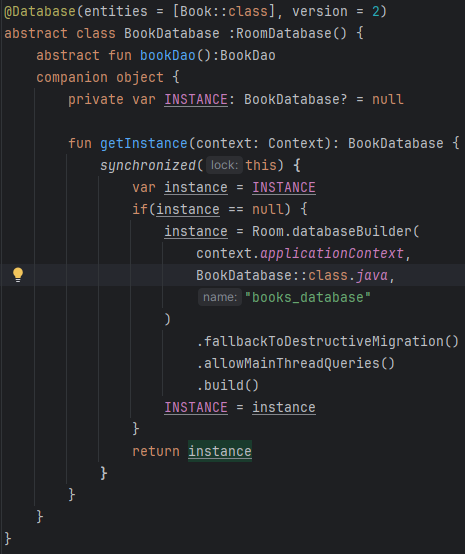 @Database(entities = [Book::class], version = 2)
abstract class BookDatabase :RoomDatabase() {
    abstract fun bookDao():BookDao
    companion object {
        private var INSTANCE: BookDatabase? = null

        fun getInstance(context: Context): BookDatabase {
            synchronized( lock: this) {
                var instance = INSTANCE
                if(instance == null) {
                    instance = Room.databaseBuilder(
                        context.applicationContext,
                        BookDatabase::class.java,
                        name: "books_database"
                    )
                        .fallbackToDestructiveMigration()
                        .allowMainThreadQueries()
                        .build()
                    INSTANCE = instance
                }
                return instance
            }
        }
    }
}